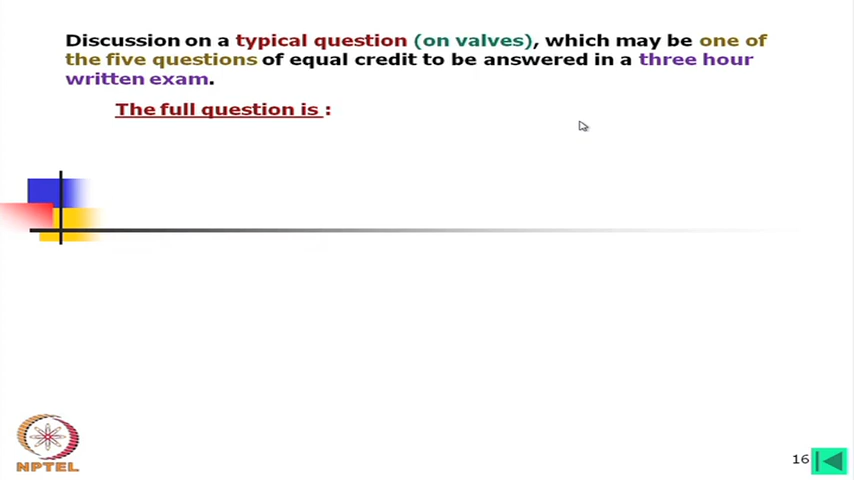 Discussion on a typical question (on valves), which may be one of
the five questions of equal credit to be answered in a three hour
written exam.
The full question is :
NPTEL
16